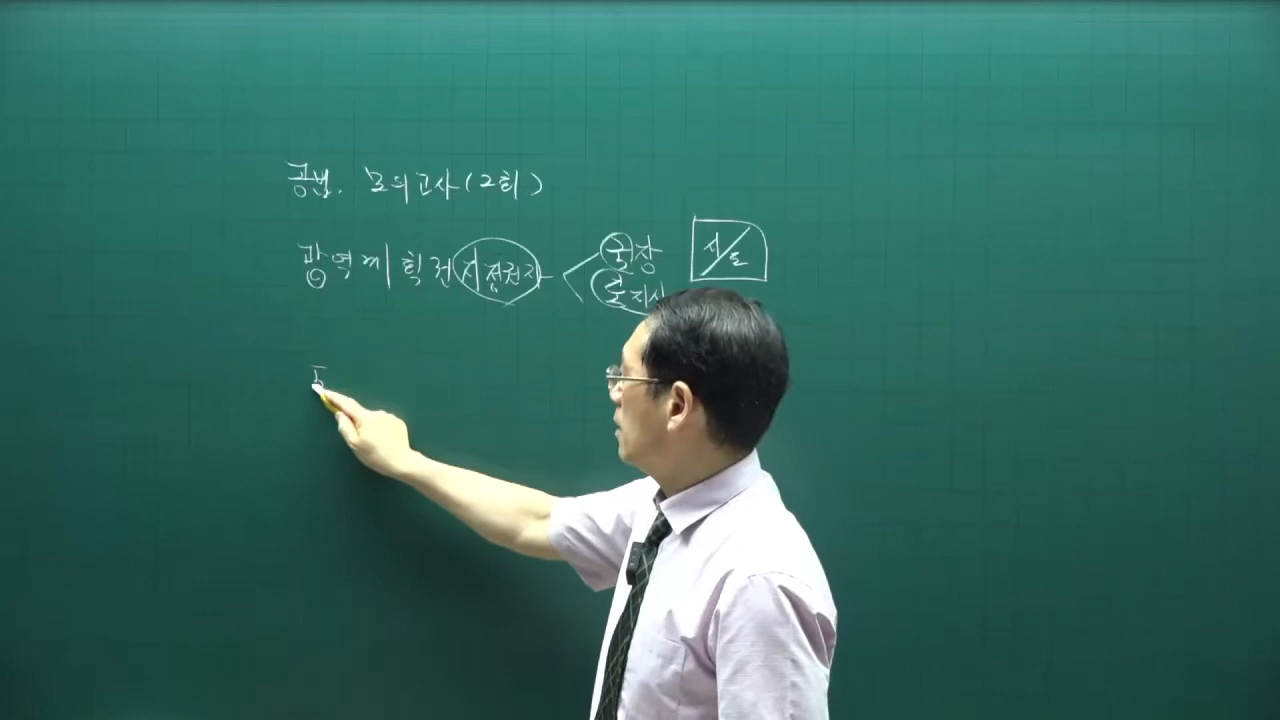 공법. 모의고사(2회)
광역계획권 지정권자 < 국장 시/도
도지사